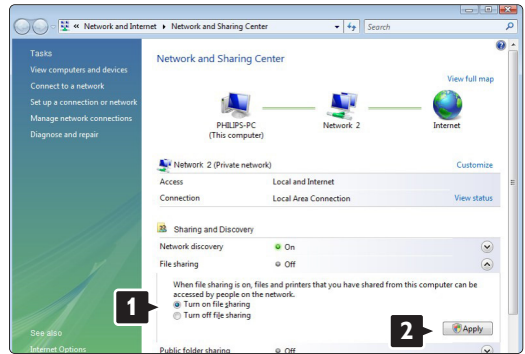 « Network and Internet ▸ Network and Sharing Center
Search
Tasks
View computers and devices
Connect to a network
Set up a connection or network
Manage network connections
Diagnose and repair
See also
Internet Options
Network and Sharing Center
View full map
PHILIPS-PC
(This computer)
Network 2
Internet
Network 2 (Private network)
Customize
Access Local and Internet
Connection Local Area Connection View status
Sharing and Discovery
Network discovery On
File sharing Off
When file sharing is on, files and printers that you have shared from this computer can be
accessed by people on the network.
1
Turn on file sharing
Turn off file sharing
2
Apply
Public folder sharing Off